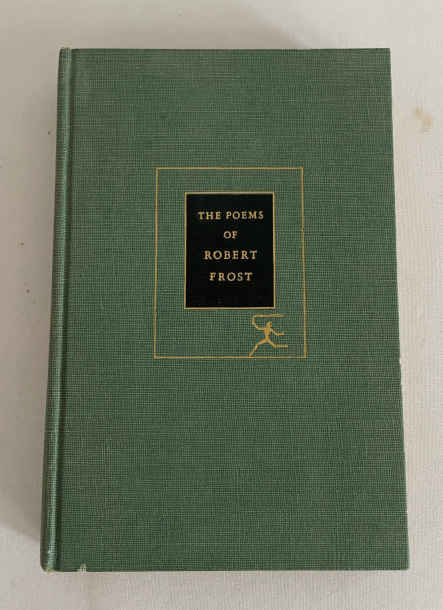 THE POEMS
OF
ROBERT
FROST